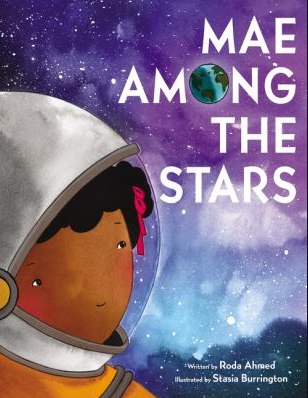 MAE
AMONG
THE
STARS
Written by Roda Ahmed
Illustrated by Stasia Burrington